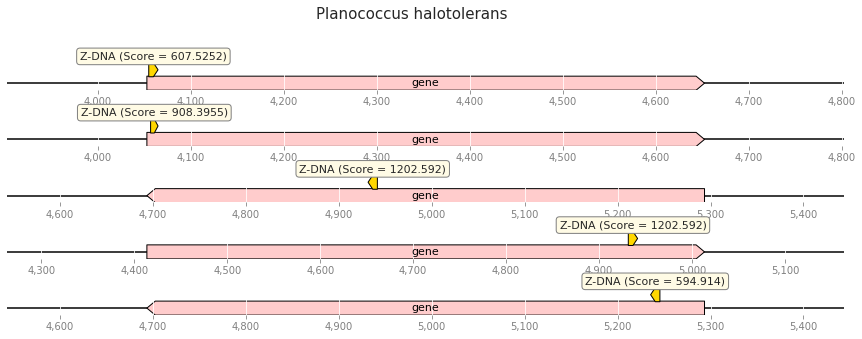 Planococcus halotolerans
Z-DNA (Score = 607.5252)
gene
4,000 4,100 4,200 4,300 4,400 4,500 4,600 4,700 4,800
Z-DNA (Score = 908.3955)
gene
4,000 4,100 4,200 4,300 4,400 4,500 4,600 4,700 4,800
Z-DNA (Score = 1202.592)
gene
4,600 4,700 4,800 4,900 5,000 5,100 5,200 5,300 5,400
Z-DNA (Score = 1202.592)
gene
4,300 4,400 4,500 4,600 4,700 4,800 4,900 5,000 5,100
Z-DNA (Score = 594.914)
gene
4,600 4,700 4,800 4,900 5,000 5,100 5,200 5,300 5,400